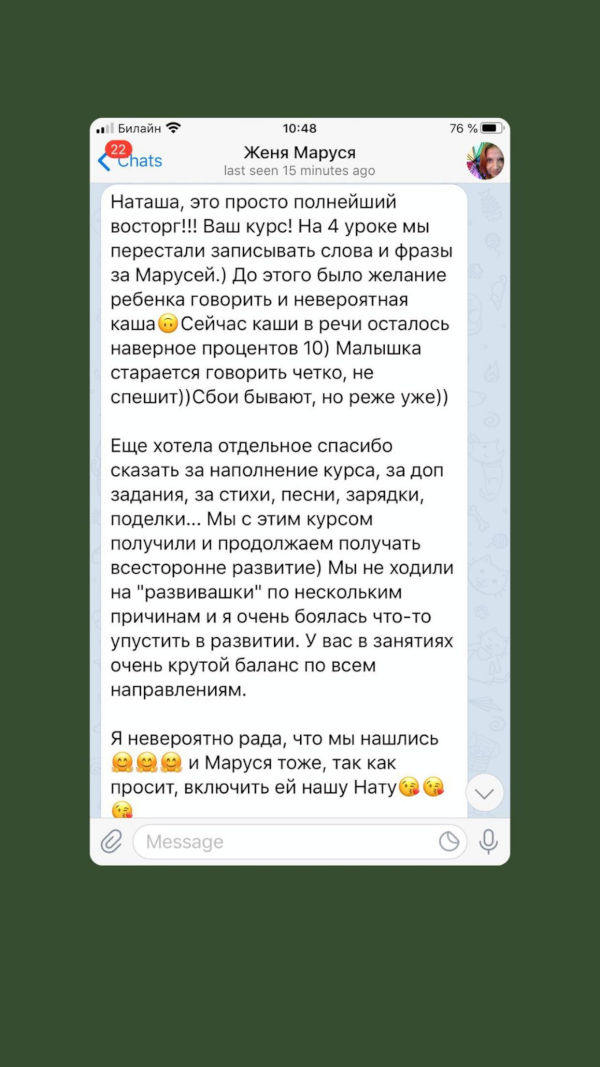 Билайн 10:48 76 %
22
Chats
Женя Маруся
last seen 15 minutes ago
Наташа, это просто полнейший
восторг!!! Ваш курс! На 4 уроке мы
перестали записывать слова и фразы
за Марусей.) До этого было желание
ребенка говорить и невероятная
каша🙃Сейчас каши в речи осталось
наверное процентов 10) Малышка
старается говорить четко, не
спешит))Сбои бывают, но реже уже))
Еще хотела отдельное спасибо
сказать за наполнение курса, за доп
задания, за стихи, песни, зарядки,
поделки... Мы с этим курсом
получили и продолжаем получать
всесторонне развитие) Мы не ходили
на "развивашки" по нескольким
причинам и я очень боялась что-то
упустить в развитии. У вас в занятиях
очень крутой баланс по всем
направлениям.
Я невероятно рада, что мы нашлись
🤗🤗🤗 и Маруся тоже, так как
просит, включить ей нашу Нату😘😘
😘
Message